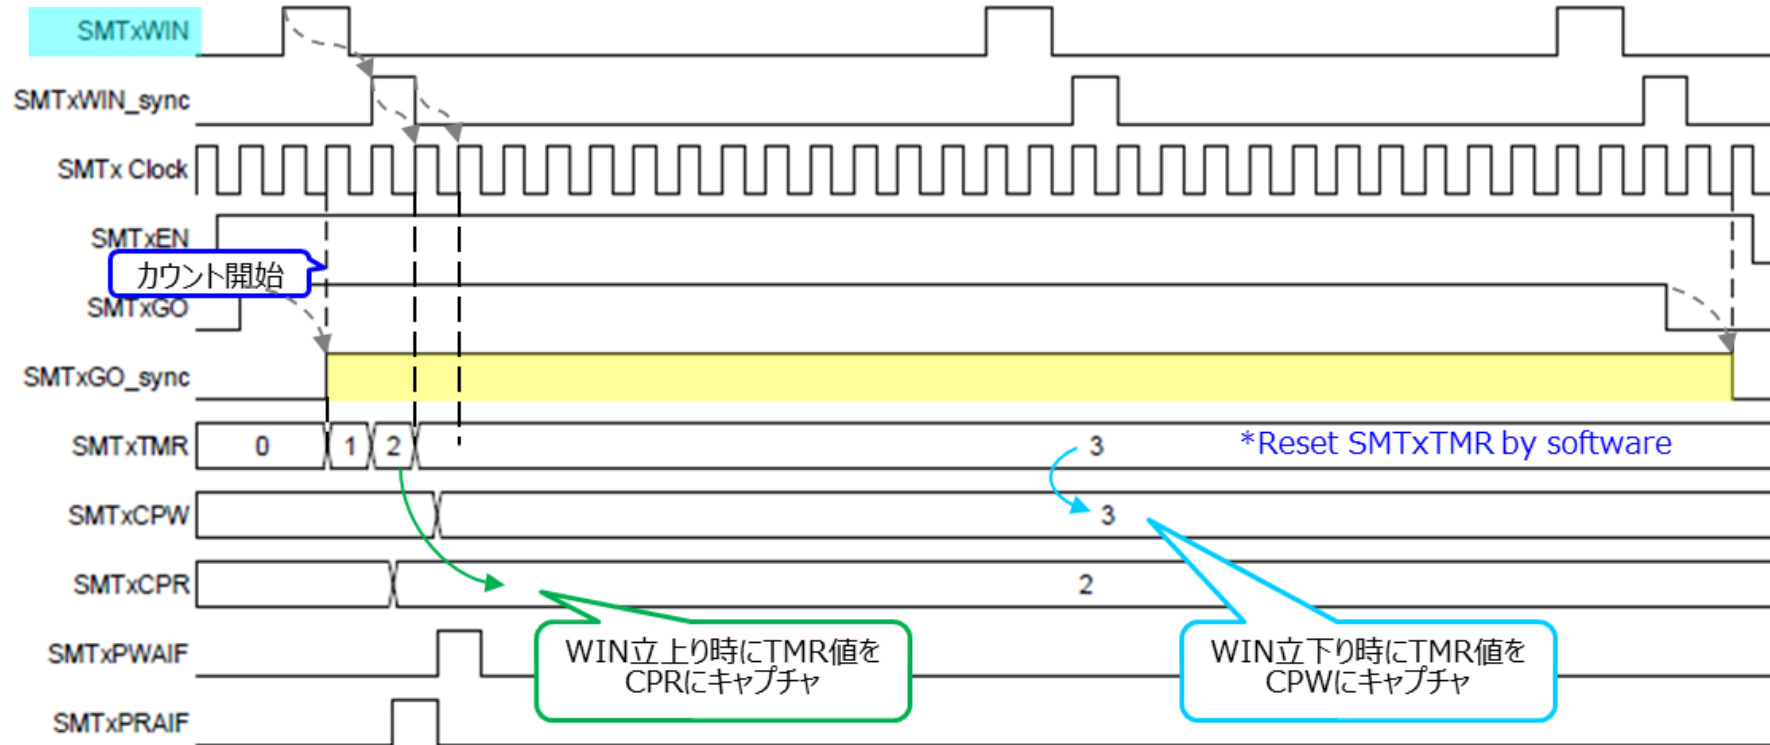 SMTxWIN
SMTxWIN_sync
SMTx Clock
SMTxEN
カウント開始
SMTxGO
SMTxGO_sync
SMTxTMR 0 1 2 3 *Reset SMTxTMR by software
SMTxCPW 3
SMTxCPR 2
SMTxPWAIF
WIN立上り時にTMR値を
CPRにキャプチャ
WIN立下り時にTMR値を
CPWにキャプチャ
SMTxPRAIF